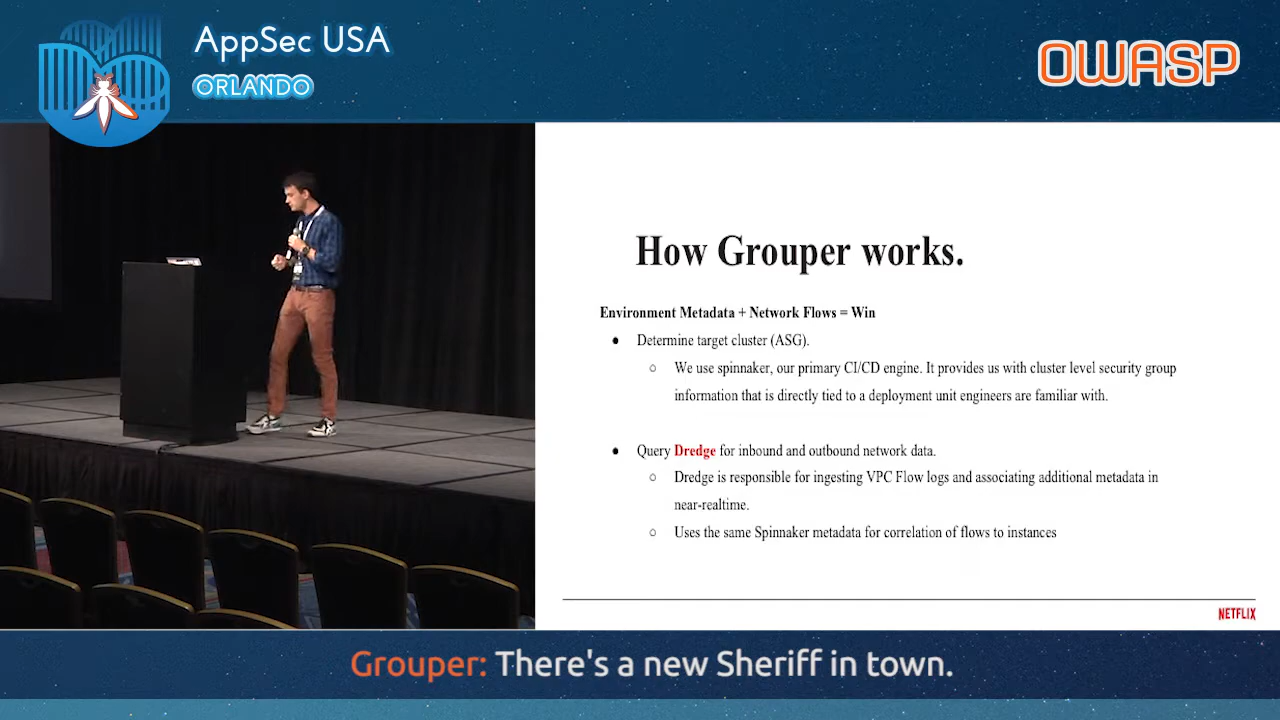 AppSec USA
ORLANDO
OWASP
How Grouper works.
Environment Metadata + Network Flows = Win
● Determine target cluster (ASG).
○ We use spinnaker, our primary CI/CD engine. It provides us with cluster level security group
information that is directly tied to a deployment unit engineers are familiar with.
● Query Dredge for inbound and outbound network data.
○ Dredge is responsible for ingesting VPC Flow logs and associating additional metadata in
near-realtime.
○ Uses the same Spinnaker metadata for correlation of flows to instances
NETFLIX
Grouper: There's a new Sheriff in town.